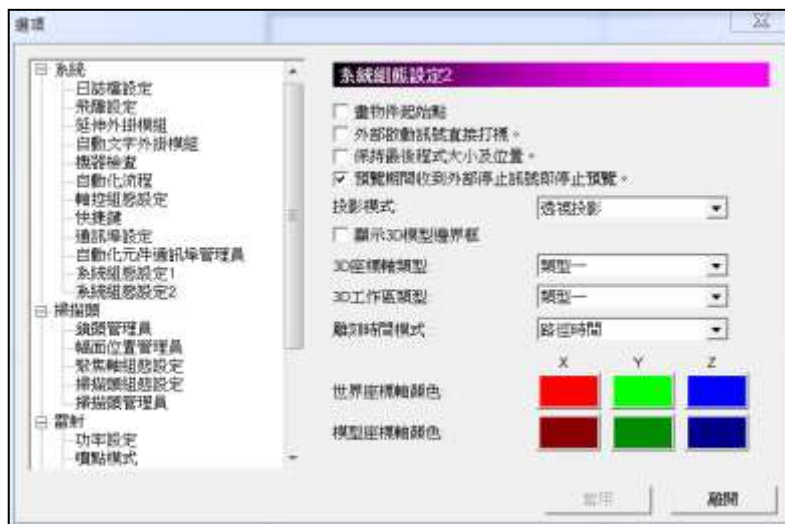 選項
系統
日誌檔設定
飛雕設定
延伸外掛模組
自動文字外掛模組
機器檢查
自動化流程
軸控組態設定
快捷鍵
通訊埠設定
自動化元件通訊埠管理員
系統組態設定1
系統組態設定2
掃描頭
鏡頭管理員
幅面位置管理員
聚焦軸組態設定
掃描頭組態設定
掃描頭管理員
雷射
功率設定
噴點模式
系統組態設定2
畫物件起始點
外部啟動訊號直接打標。
保持最後程式大小及位置。
預覽期間收到外部停止訊號即停止預覽。
投影模式 透視投影
顯示3D模型邊界框
3D座標軸類型 類型一
3D工作區類型 類型一
雕刻時間模式 路徑時間
X Y Z
世界座標軸顏色
模型座標軸顏色
套用 離開